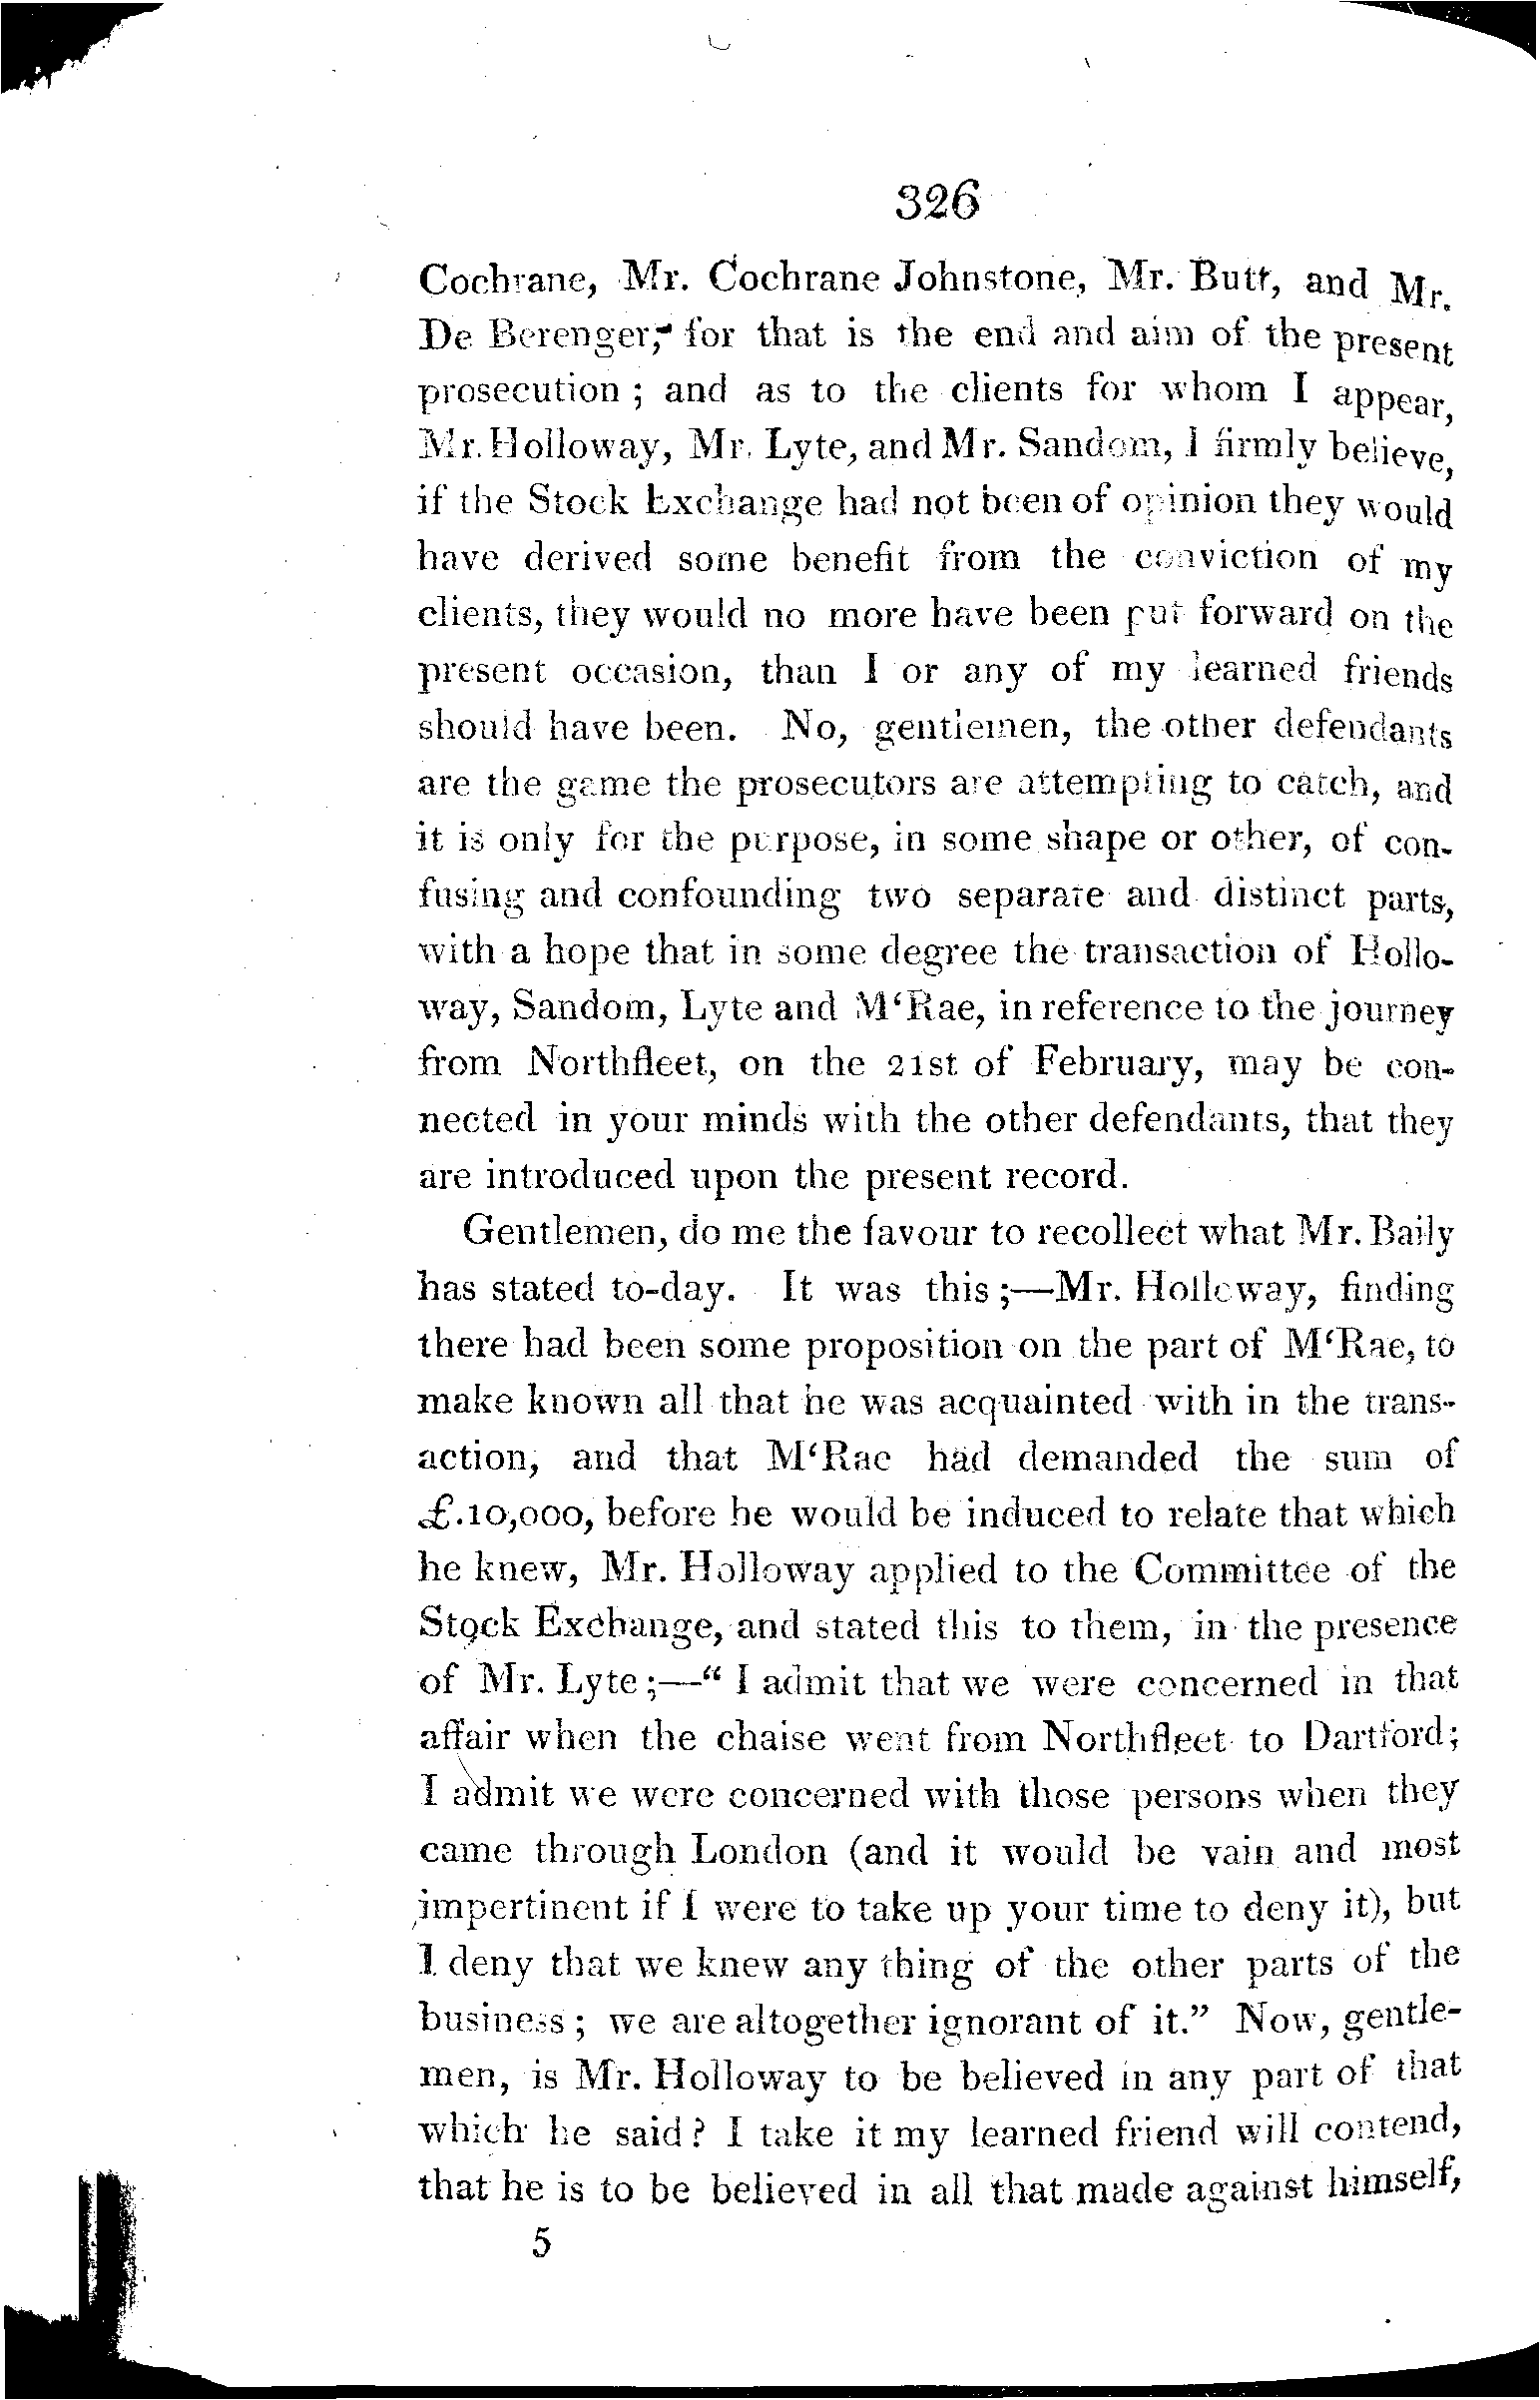 326
Cochrane, Mr. Cochrane Johnstone, Mr. Butt, and Mr.
De Berenger; for that is the end and aim of the present
prosecution ; and as to the clients for whom I appear,
Mr. Holloway, Mr. Lyte, and Mr. Sandom, I firmly believe,
if the Stock Exchange had not been of opinion they would
have derived some benefit from the conviction of my
clients, they would no more have been put forward on the
present occasion, than I or any of my learned friends
should have been. No, gentlemen, the other defendants
are the game the prosecutors are attempting to catch, and
it is only for the purpose, in some shape or other, of con-
fusing and confounding two separate and distinct parts,
with a hope that in some degree the transaction of Hollo-
way, Sandom, Lyte and M‘Rae, in reference to the journey
from Northfleet, on the 21st of February, may be con-
nected in your minds with the other defendants, that they
are introduced upon the present record.
Gentlemen, do me the favour to recollect what Mr. Baily
has stated to-day. It was this ;—Mr. Holloway, finding
there had been some proposition on the part of M‘Rae, to
make known all that he was acquainted with in the trans-
action, and that M‘Rae had demanded the sum of
£.10,000, before he would be induced to relate that which
he knew, Mr. Holloway applied to the Committee of the
Stock Exchange, and stated this to them, in the presence
of Mr. Lyte ;—“ I admit that we were concerned in that
affair when the chaise went from Northfleet to Dartford;
I admit we were concerned with those persons when they
came through London (and it would be vain and most
impertinent if I were to take up your time to deny it), but
I deny that we knew any thing of the other parts of the
business ; we are altogether ignorant of it.” Now, gentle-
men, is Mr. Holloway to be believed in any part of that
which he said ? I take it my learned friend will contend,
that he is to be believed in all that made against himself,
5